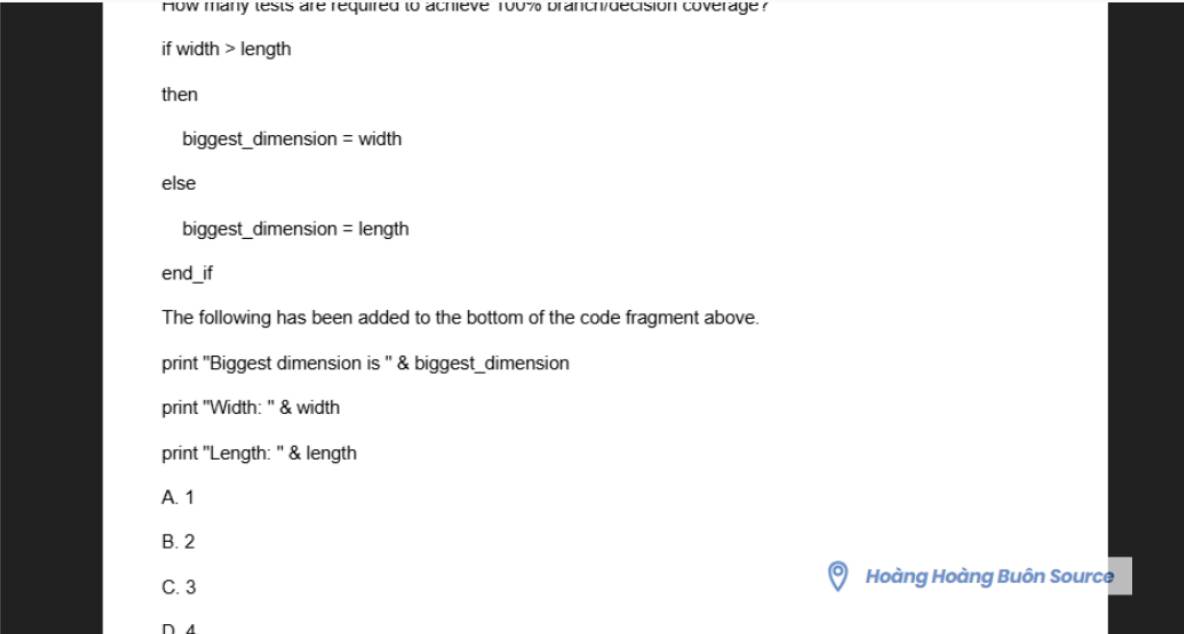 How many tests are required to achieve 100% branch/decision coverage?
if width > length
then
biggest_dimension = width
else
biggest_dimension = length
end_if
The following has been added to the bottom of the code fragment above.
print "Biggest dimension is " & biggest_dimension
print "Width: " & width
print "Length: " & length
A. 1
B. 2
C. 3
D. 4
Hoàng Hoàng Buôn Source